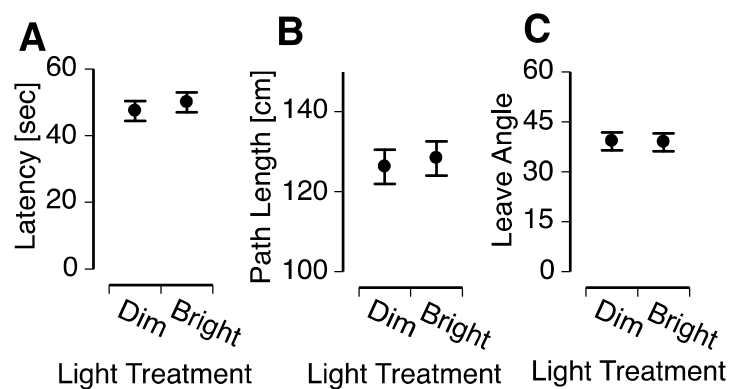 A
Latency [sec]
60
40
20
0
Dim
Bright
Light Treatment
B
Path Length [cm]
140
120
100
Dim
Bright
Light Treatment
C
Leave Angle
60
45
30
15
0
Dim
Bright
Light Treatment